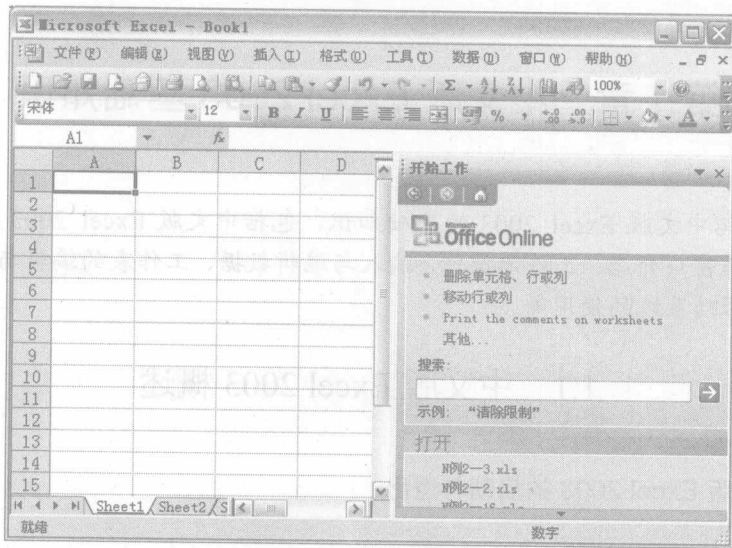 Microsoft Excel - Book1
文件(F) 编辑(E) 视图(V) 插入(I) 格式(O) 工具(T) 数据(D) 窗口(W) 帮助(H)
100%
宋体 12 B I U
A1 fx
A B C D
1
2
3
4
5
6
7
8
9
10
11
12
13
14
15
Sheet1 Sheet2 S
就绪 数字
开始工作
Microsoft
Office Online
删除单元格、行或列
移动行或列
Print the comments on worksheets
其他...
搜索:
示例: “清除限制”
打开
N例2—3.xls
N例2—2.xls